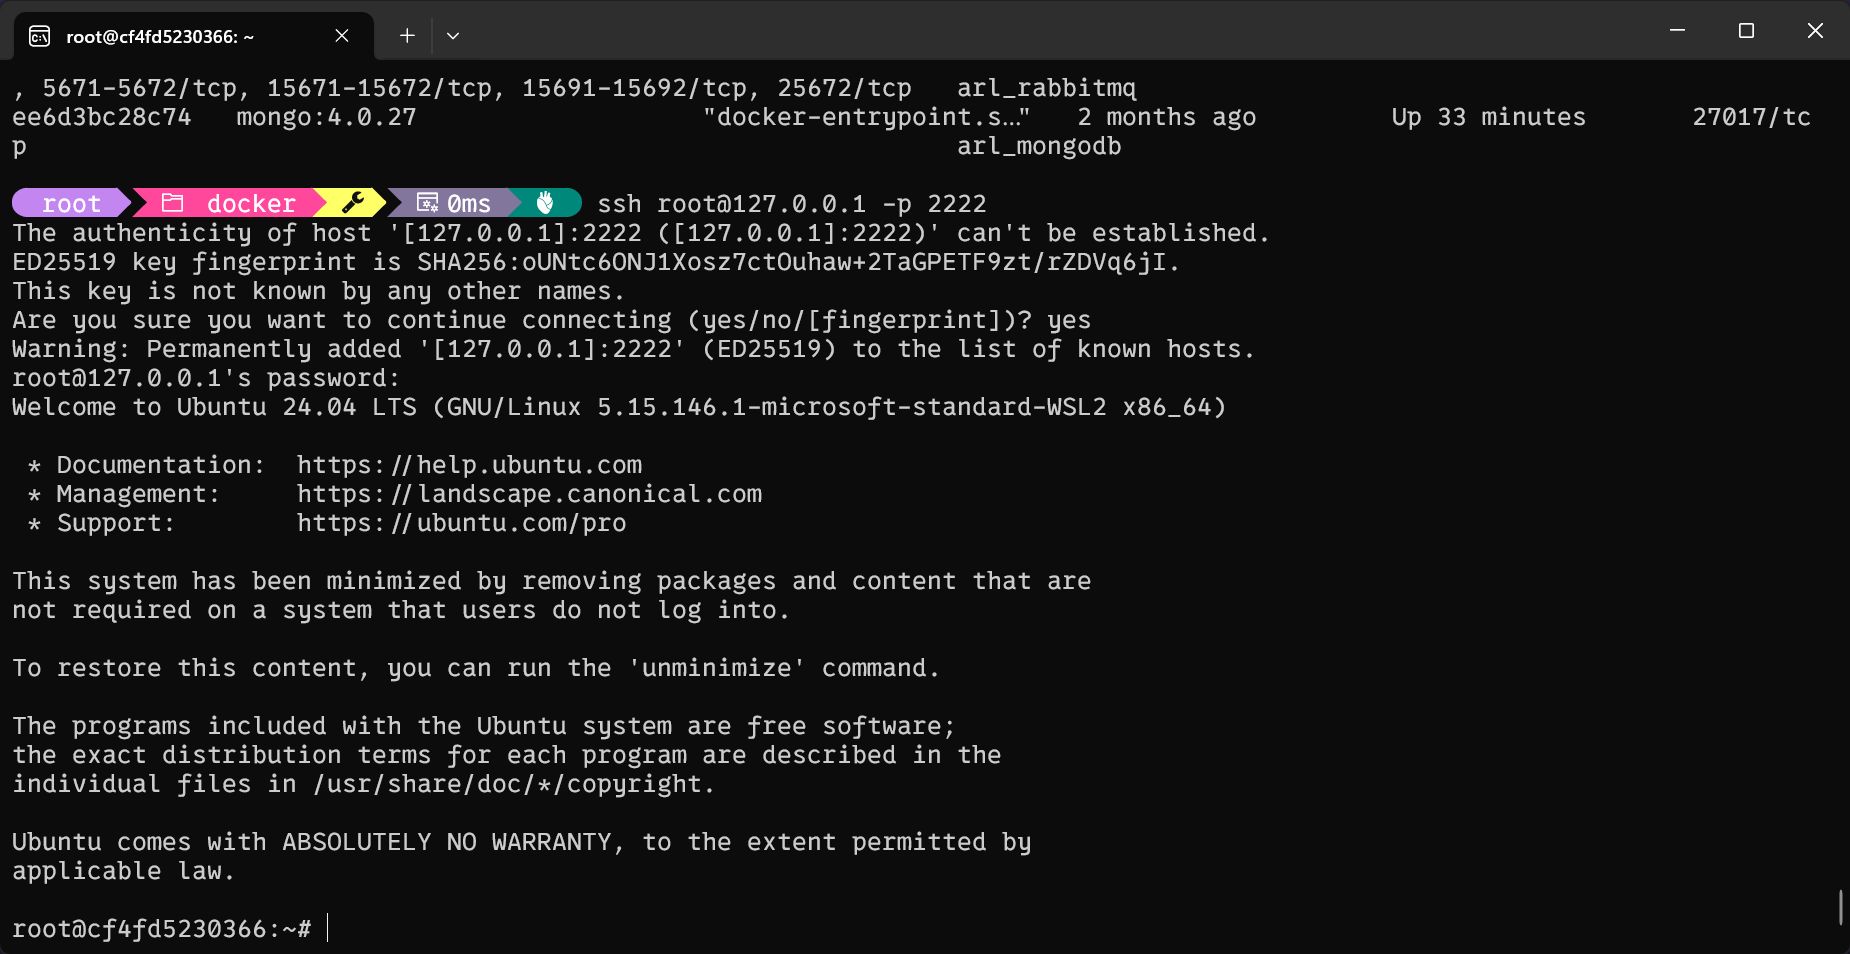 root@cf4fd5230366: ~
, 5671-5672/tcp, 15671-15672/tcp, 15691-15692/tcp, 25672/tcp   arl_rabbitmq
ee6d3bc28c74   mongo:4.0.27                   "docker-entrypoint.s…"   2 months ago         Up 33 minutes       27017/tc
p                                                              arl_mongodb
root docker 0ms ssh root@127.0.0.1 -p 2222
The authenticity of host '[127.0.0.1]:2222 ([127.0.0.1]:2222)' can't be established.
ED25519 key fingerprint is SHA256:oUNtc6ONJ1Xosz7ctOuhaw+2TaGPETF9zt/rZDVq6jI.
This key is not known by any other names.
Are you sure you want to continue connecting (yes/no/[fingerprint])? yes
Warning: Permanently added '[127.0.0.1]:2222' (ED25519) to the list of known hosts.
root@127.0.0.1's password:
Welcome to Ubuntu 24.04 LTS (GNU/Linux 5.15.146.1-microsoft-standard-WSL2 x86_64)
 * Documentation:  https://help.ubuntu.com
 * Management:     https://landscape.canonical.com
 * Support:        https://ubuntu.com/pro
This system has been minimized by removing packages and content that are
not required on a system that users do not log into.
To restore this content, you can run the 'unminimize' command.
The programs included with the Ubuntu system are free software;
the exact distribution terms for each program are described in the
individual files in /usr/share/doc/*/copyright.
Ubuntu comes with ABSOLUTELY NO WARRANTY, to the extent permitted by
applicable law.
root@cf4fd5230366:~#